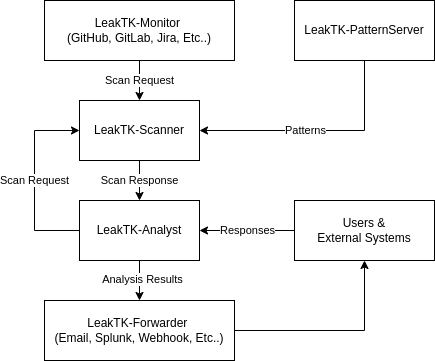 LeakTK-Monitor
(GitHub, GitLab, Jira, Etc..)
LeakTK-PatternServer
Scan Request
LeakTK-Scanner
Patterns
Scan Request
Scan Response
LeakTK-Analyst
Responses
Users &
External Systems
Analysis Results
LeakTK-Forwarder
(Email, Splunk, Webhook, Etc..)